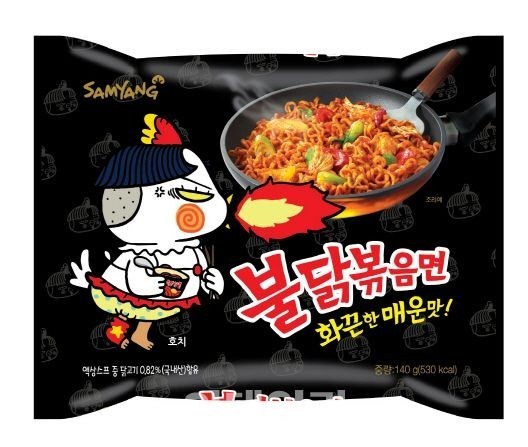 SAMYANG
조리예
불닭볶음면
화끈한 매운맛!
호치
액상스프 중 닭고기 0.82%(국내산)함유
중량:140 g(530 kcal)